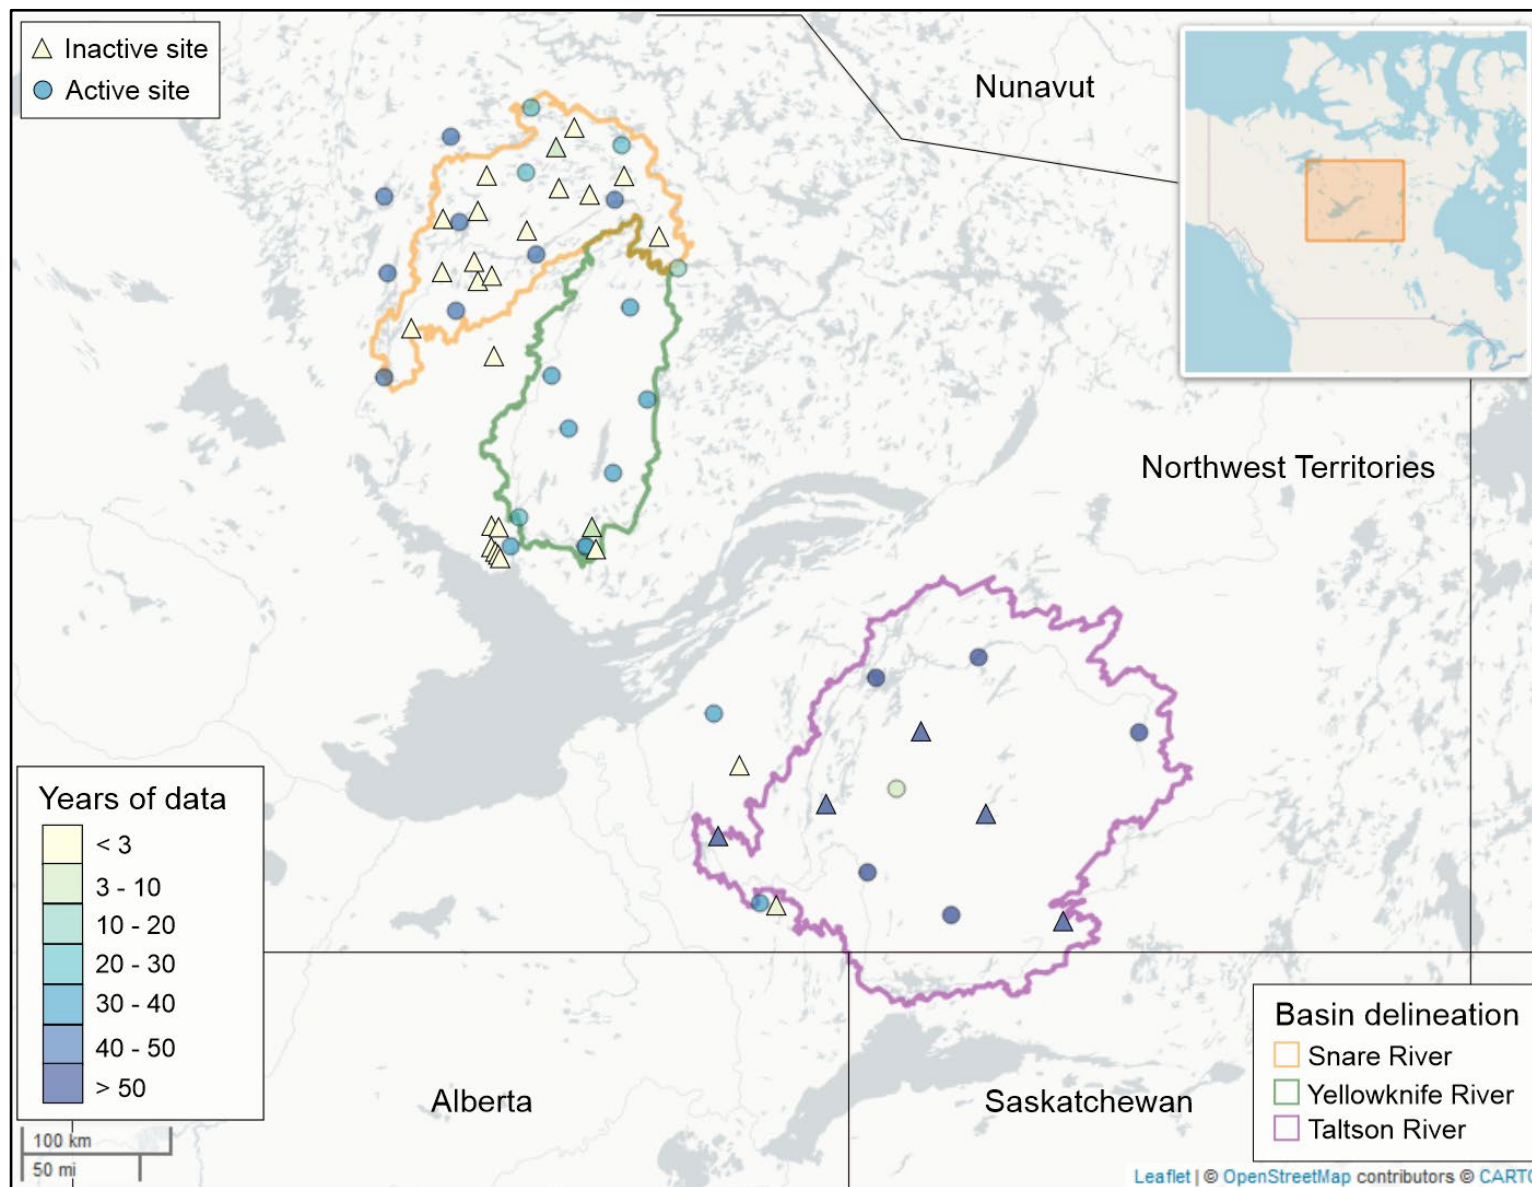 Inactive site
Active site
Nunavut
Northwest Territories
Years of data
< 3
3 - 10
10 - 20
20 - 30
30 - 40
40 - 50
> 50
Alberta
Saskatchewan
Basin delineation
Snare River
Yellowknife River
Taltson River
100 km
50 mi
Leaflet | © OpenStreetMap contributors © CARTO